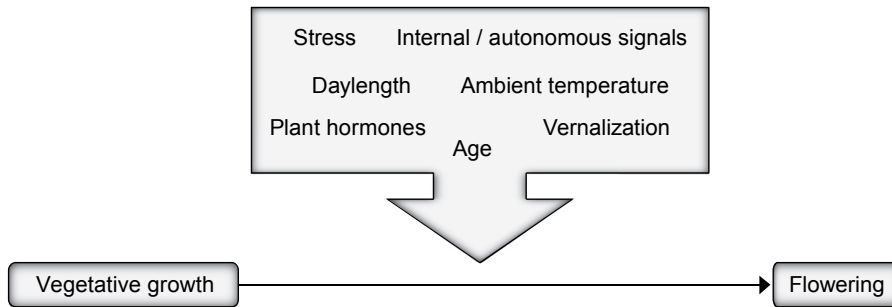 Stress Internal / autonomous signals
Daylength Ambient temperature
Plant hormones Vernalization
Age
Vegetative growth Flowering